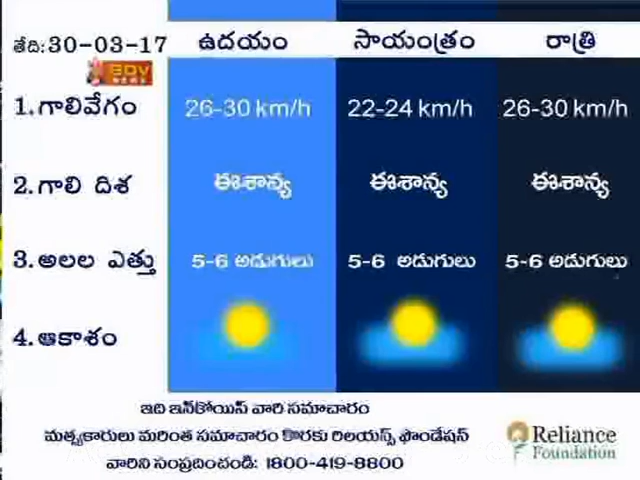 తేది: 30-03-17 ఉదయం సాయంత్రం రాత్రి
BDV
NEWS
1. గాలివేగం 26-30 km/h 22-24 km/h 26-30 km/h
2. గాలి దిశ ఈశాన్య ఈశాన్య ఈశాన్య
3. అలల ఎత్తు 5-6 అడుగులు 5-6 అడుగులు 5-6 అడుగులు
4. ఆకాశం
ఇది ఇన్‌కోయిస్ వారి సమాచారం
మత్స్యకారులు మరింత సమాచారం కొరకు రిలయన్స్ ఫౌండేషన్
వారిని సంప్రదించండి: 1800-419-8800
Reliance
Foundation